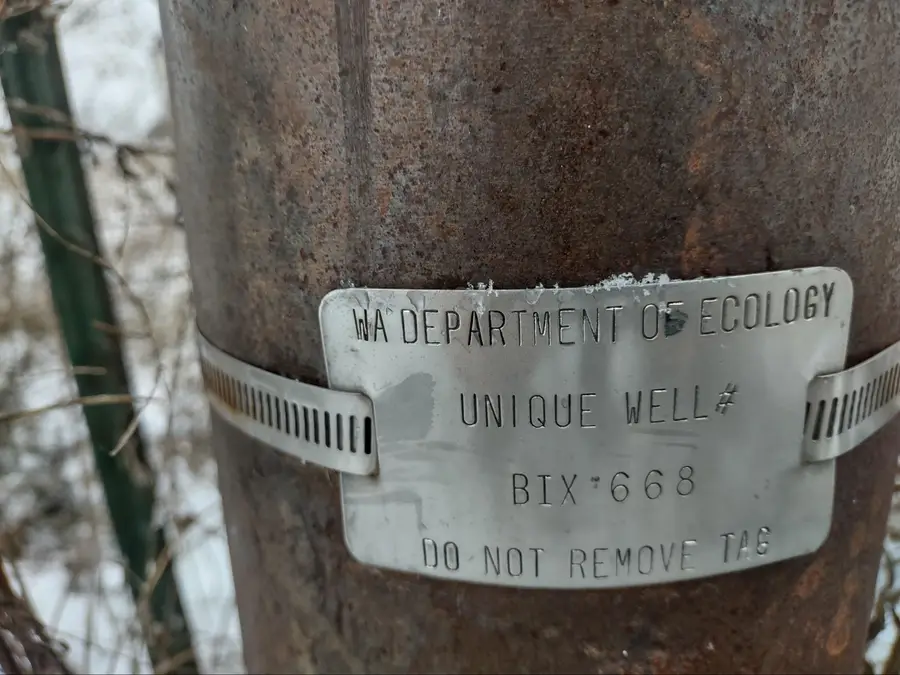 WA DEPARTMENT OF ECOLOGY
UNIQUE WELL#
BIX 668
DO NOT REMOVE TAG